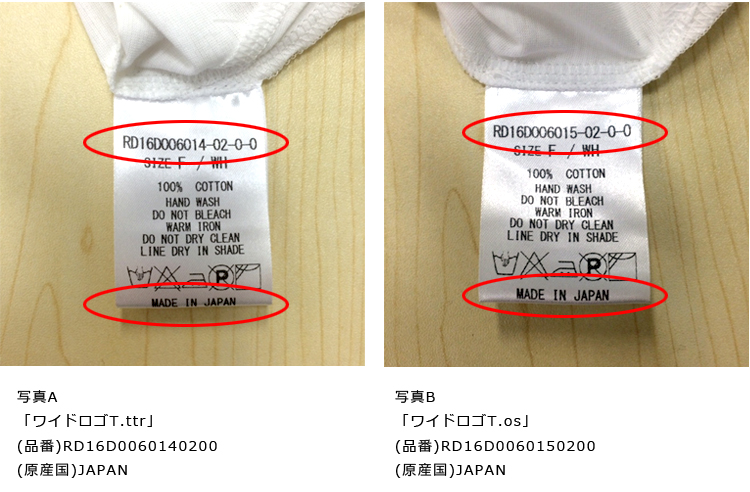 RD16D006014-02-0-0
SIZE F / WH
100% COTTON
HAND WASH
DO NOT BLEACH
WARM IRON
DO NOT DRY CLEAN
LINE DRY IN SHADE
P
MADE IN JAPAN
写真A
「ワイドロゴT.ttr」
(品番)RD16D0060140200
(原産国)JAPAN
RD16D006015-02-0-0
SIZE F / WH
100% COTTON
HAND WASH
DO NOT BLEACH
WARM IRON
DO NOT DRY CLEAN
LINE DRY IN SHADE
P
MADE IN JAPAN
写真B
「ワイドロゴT.os」
(品番)RD16D0060150200
(原産国)JAPAN